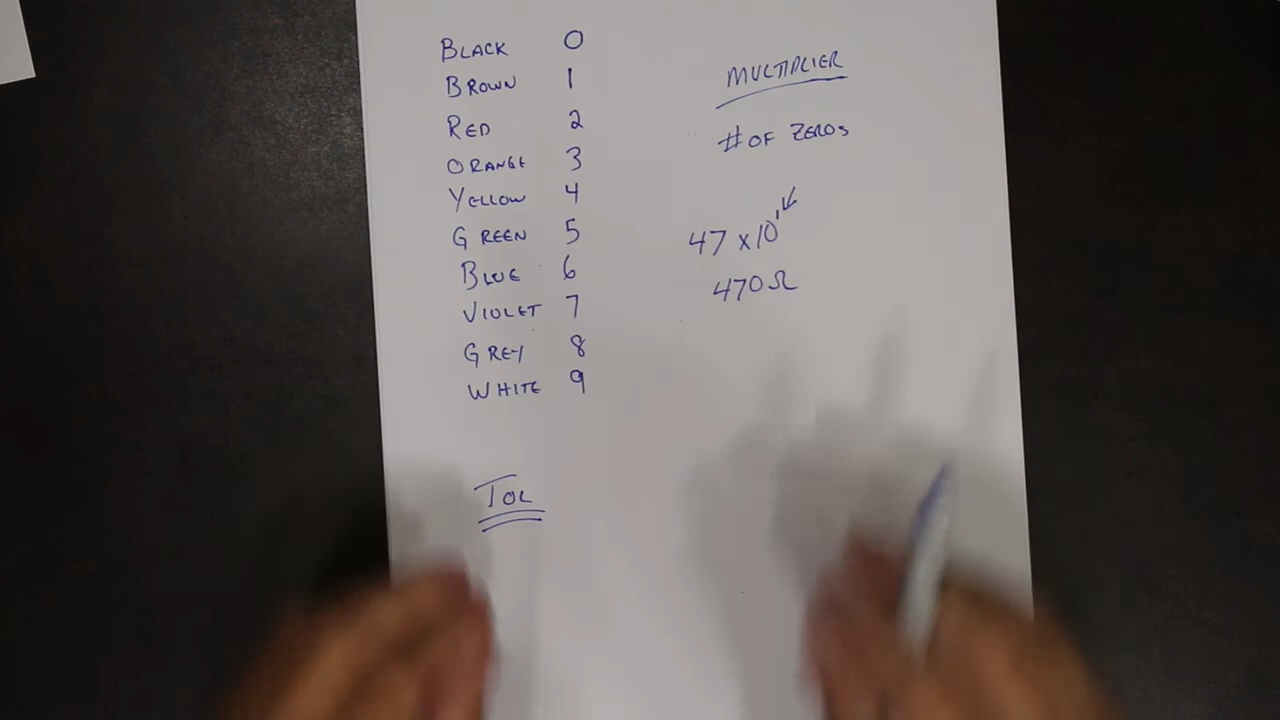 BLACK 0
BROWN 1
RED 2
ORANGE 3
YELLOW 4
GREEN 5
BLUE 6
VIOLET 7
GREY 8
WHITE 9
TOL
MULTIPLIER
# OF ZEROS
47 x 10¹
470Ω